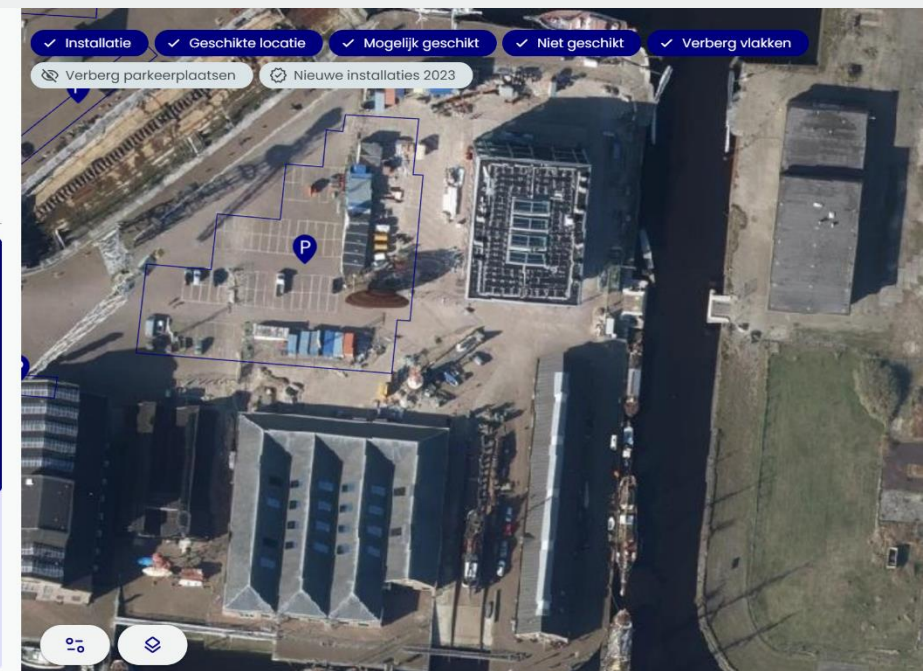 Installatie Geschikte locatie Mogelijk geschikt Niet geschikt Verberg vlakken
Verberg parkeerplaatsen Nieuwe installaties 2023
P
P